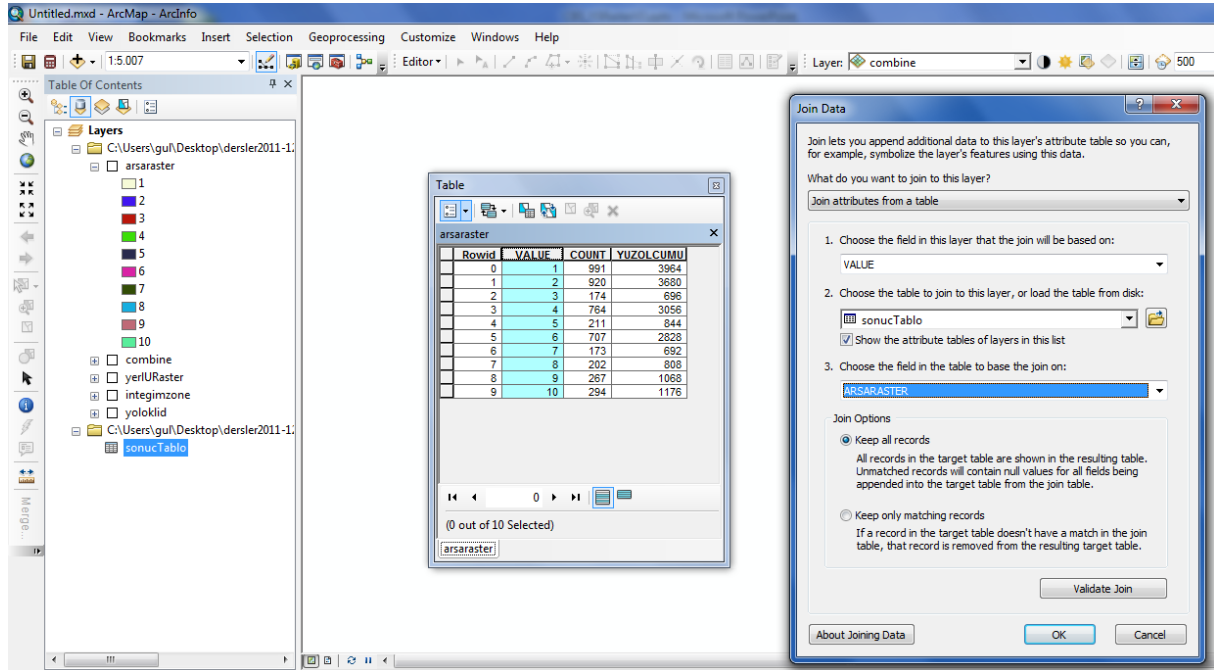 Untitled.mxd - ArcMap - ArcInfo
File Edit View Bookmarks Insert Selection Geoprocessing Customize Windows Help
1:5.007
Editor
Layer: combine
500
Table Of Contents
Layers
C:\Users\gul\Desktop\dersler2011-12
arsaraster
1
2
3
4
5
6
7
8
9
10
combine
yerlURaster
integimzone
yoloklid
C:\Users\gul\Desktop\dersler2011-12
sonucTablo
Merge...
Table
arsaraster
Rowid VALUE COUNT YUZOLCUMU
0 1 991 3964
1 2 920 3680
2 3 174 696
3 4 764 3056
4 5 211 844
5 6 707 2828
6 7 173 692
7 8 202 808
8 9 267 1068
9 10 294 1176
0
(0 out of 10 Selected)
arsaraster
Join Data
Join lets you append additional data to this layer's attribute table so you can,
for example, symbolize the layer's features using this data.
What do you want to join to this layer?
Join attributes from a table
1. Choose the field in this layer that the join will be based on:
VALUE
2. Choose the table to join to this layer, or load the table from disk:
sonucTablo
Show the attribute tables of layers in this list
3. Choose the field in the table to base the join on:
ARSARASTER
Join Options
Keep all records
All records in the target table are shown in the resulting table.
Unmatched records will contain null values for all fields being
appended into the target table from the join table.
Keep only matching records
If a record in the target table doesn't have a match in the join
table, that record is removed from the resulting target table.
Validate Join
About Joining Data
OK
Cancel